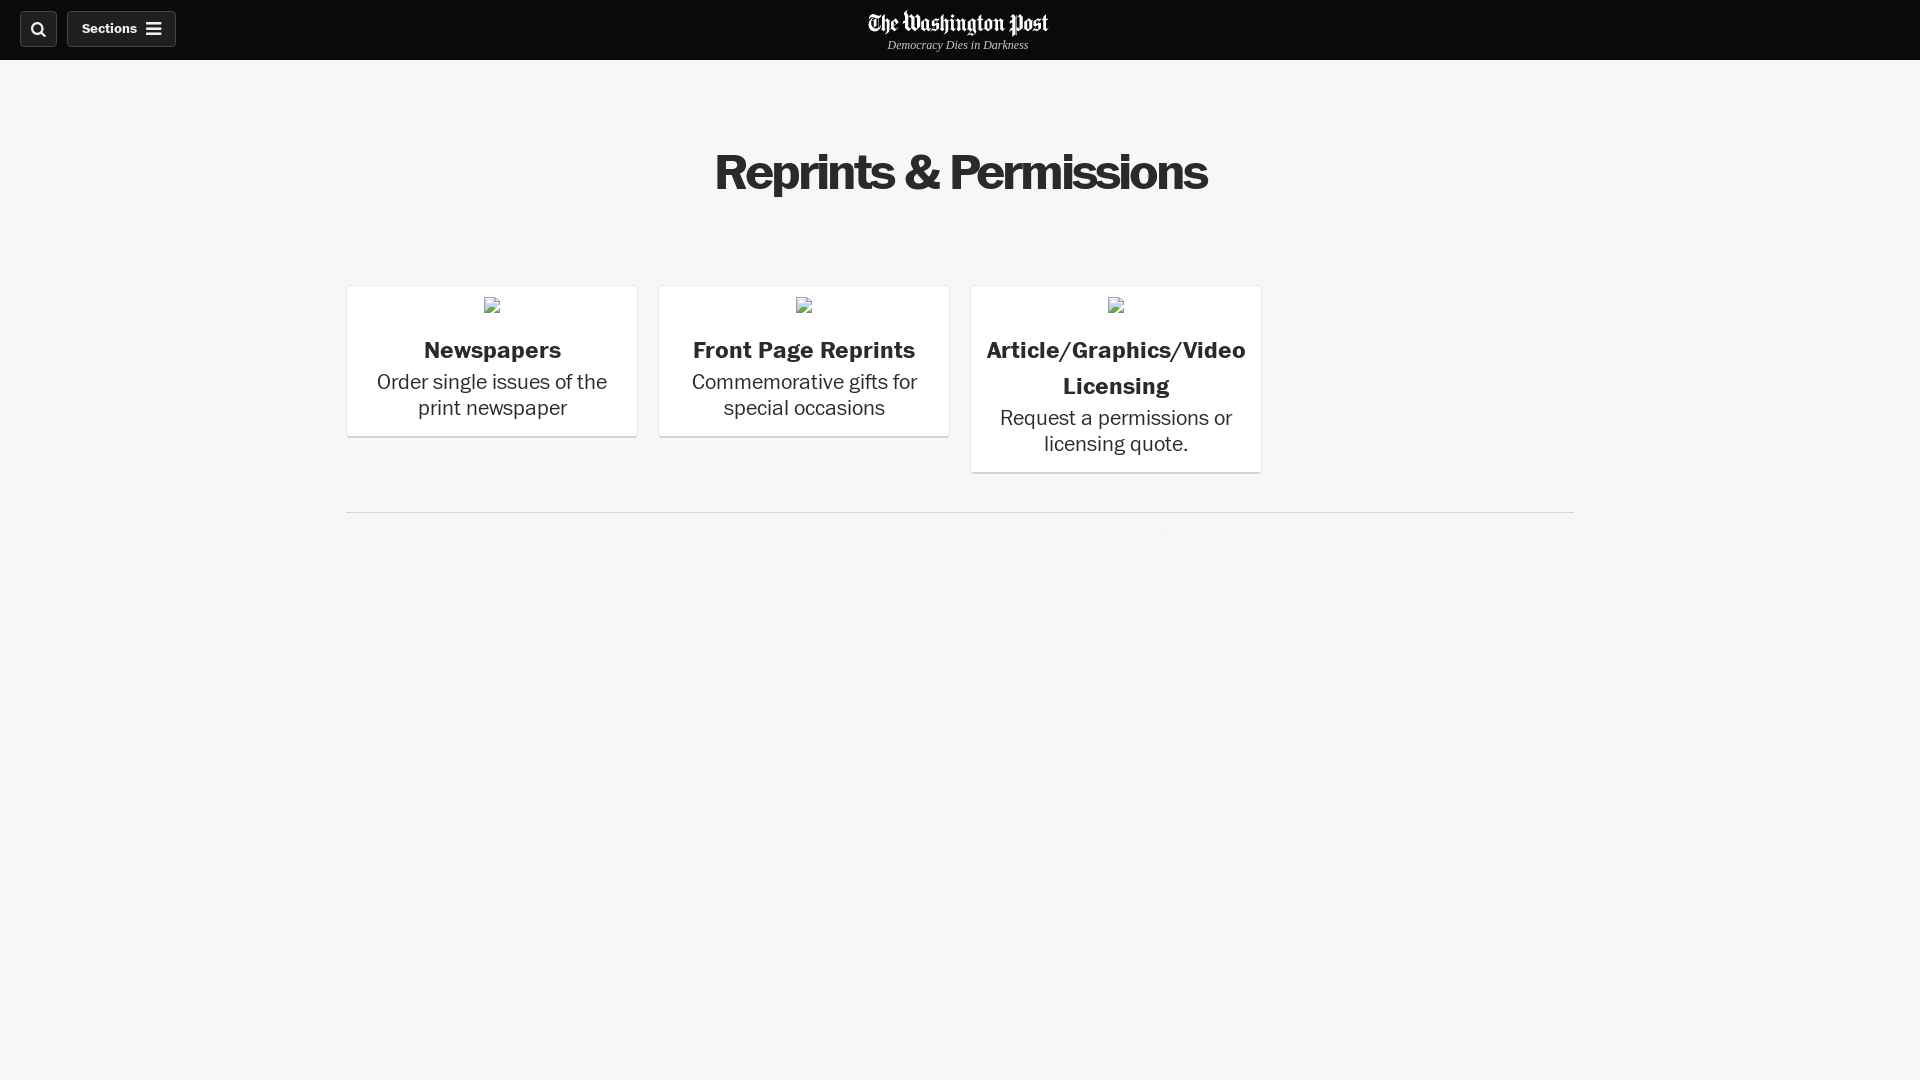 Sections
The Washington Post
Democracy Dies in Darkness
Reprints & Permissions
Newspapers
Order single issues of the
print newspaper
Front Page Reprints
Commemorative gifts for
special occasions
Article/Graphics/Video
Licensing
Request a permissions or
licensing quote.